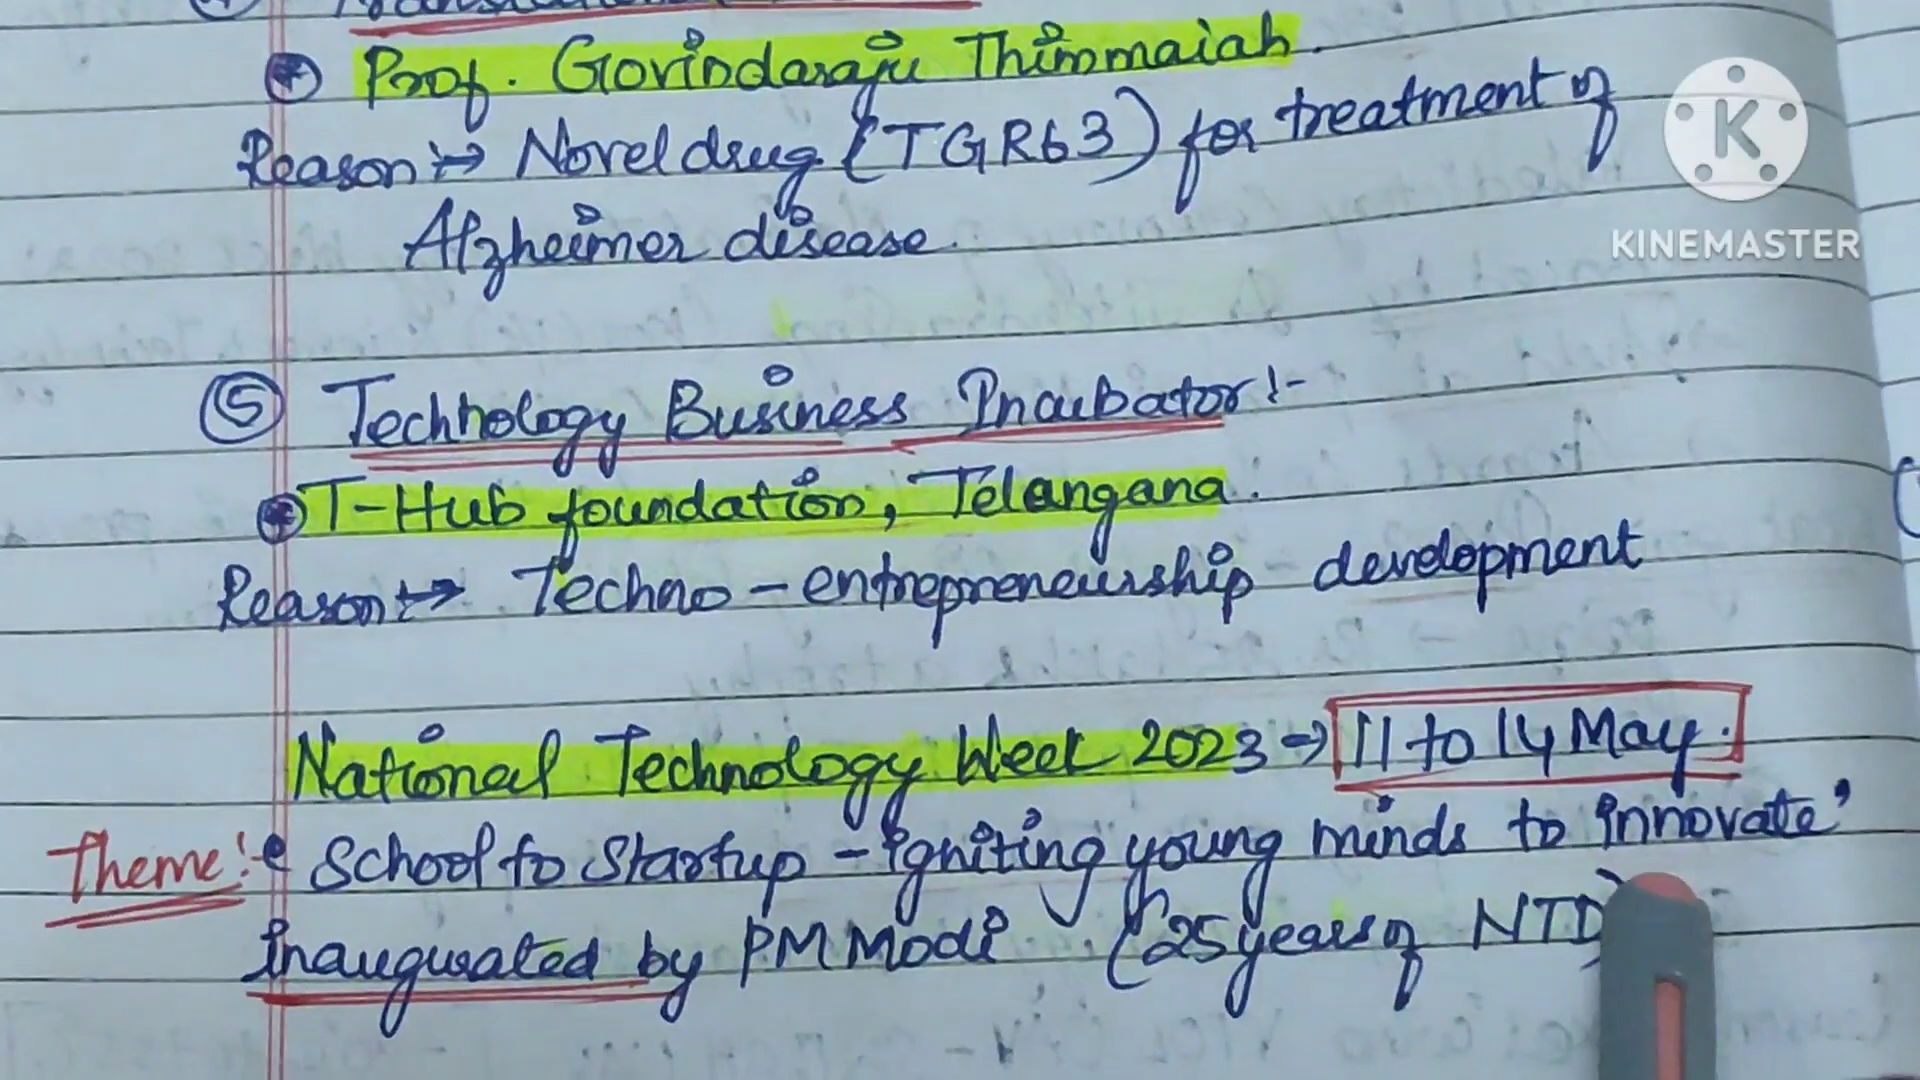 Prof. Govindaraju Thimmaiah.
Reason:→ Novel drug (TGR63) for treatment of
Alzheimer disease.
K
KINEMASTER
⑤ Technology Business Incubator:-
T-Hub foundation, Telangana.
Reason:→ Techno-entrepreneurship development
National Technology Week 2023 → 11 to 14 May.
Theme:- ' School to Startup - igniting young minds to innovate '
inaugurated by PM Modi (25 years of NTD)